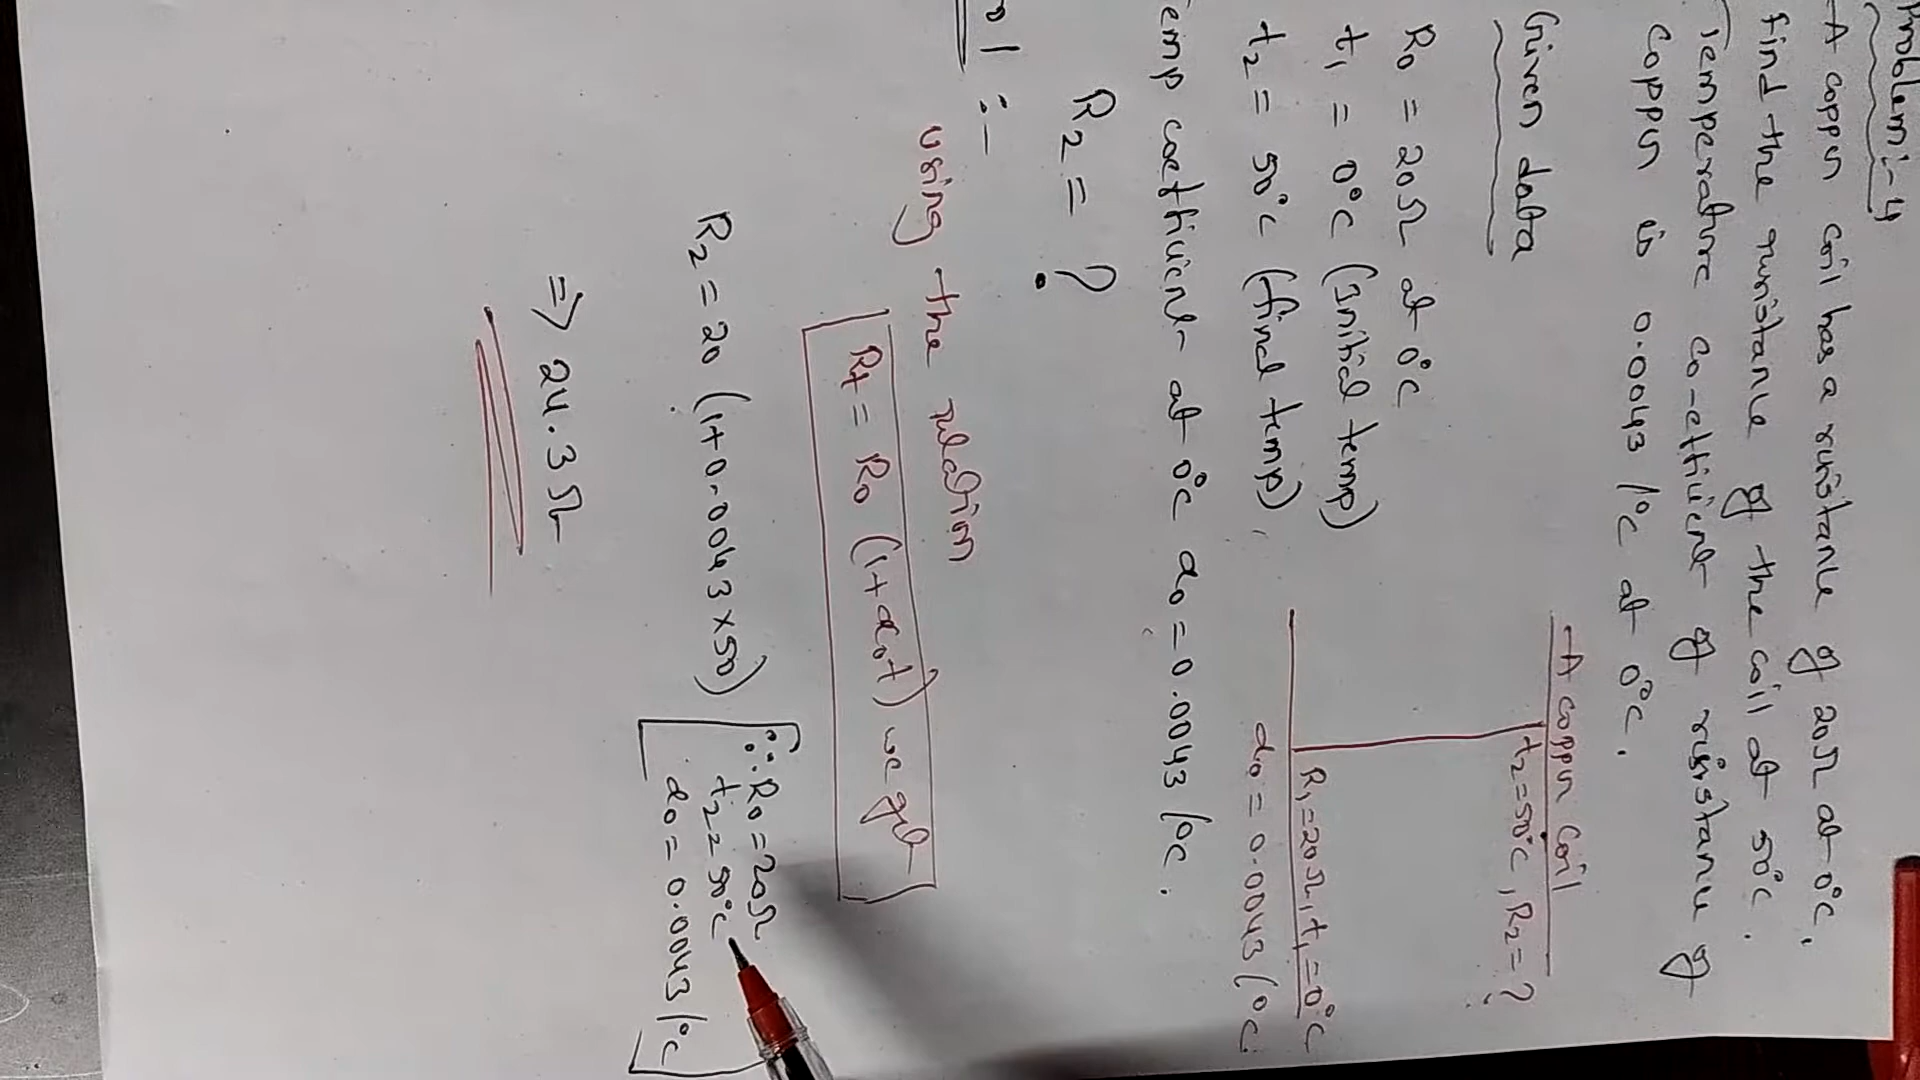 Problem:-4
A copper coil has a resistance of 20Ω at 0°C.
find the resistance of the coil at 50°C.
Temperature co-efficient of resistance of
copper is 0.0043 /°C at 0°C.
Given data
R0 = 20Ω at 0°C
t1 = 0°C (Initial temp)
t2 = 50°C (final temp),
emp coefficient at 0°C α0 = 0.0043 /°C.
R2 = ?
A copper coil
t2=50°C, R2=?
R1=20Ω, t1=0°C
α0 = 0.0043 /°C.
ol :-
using the relation
Rt = R0 (1+α0t) we get
R2 = 20 (1+0.0043×50)
∵ R0=20Ω
t2=50°C
α0 = 0.0043 /°C
⇒ 24.3Ω